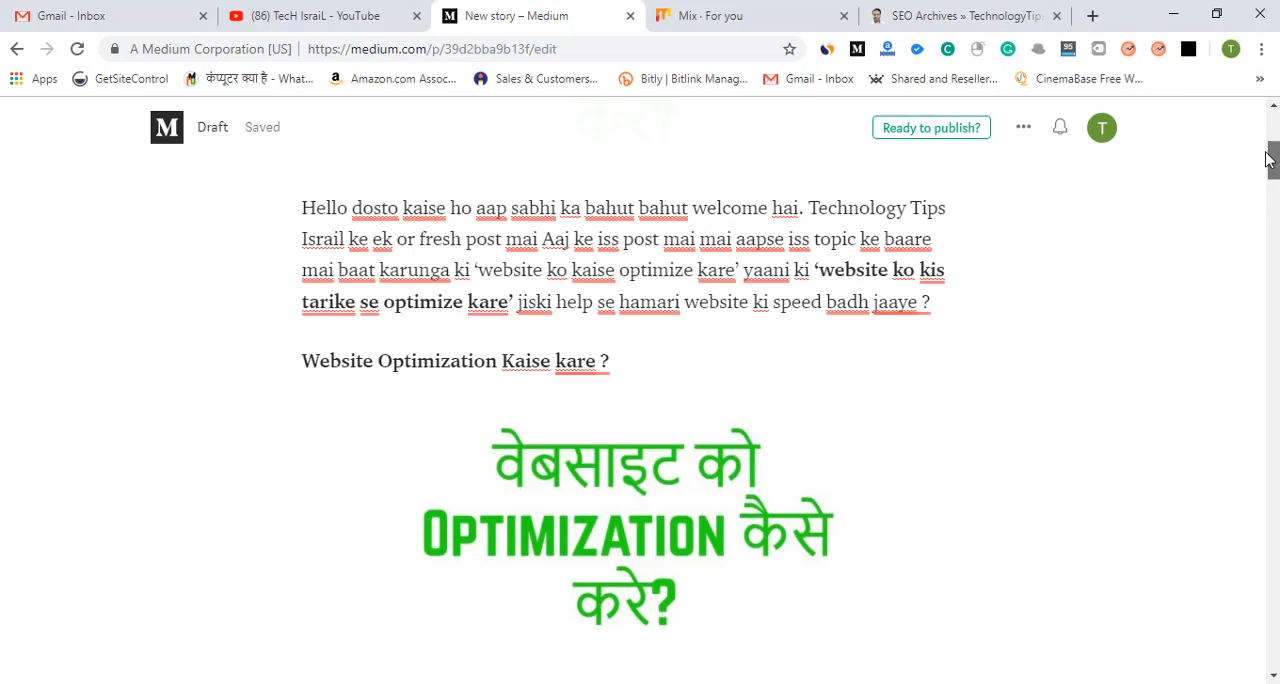 Gmail - Inbox
(86) TecH IsraiL - YouTube
New story – Medium
Mix · For you
SEO Archives » TechnologyTip
A Medium Corporation [US] | https://medium.com/p/39d2bba9b13f/edit
95
T
Apps
GetSiteControl
कंप्यूटर क्या है - What...
Amazon.com Assoc...
Sales & Customers...
Bitly | Bitlink Manag...
Gmail - Inbox
Shared and Reseller...
CinemaBase Free W...
»
M
Draft
Saved
Ready to publish?
T
Hello dosto kaise ho aap sabhi ka bahut bahut welcome hai. Technology Tips
Israil ke ek or fresh post mai Aaj ke iss post mai mai aapse iss topic ke baare
mai baat karunga ki ‘website ko kaise optimize kare’ yaani ki ‘website ko kis
tarike se optimize kare’ jiski help se hamari website ki speed badh jaaye ?
Website Optimization Kaise kare ?
वेबसाइट को
OPTIMIZATION कैसे
करे?